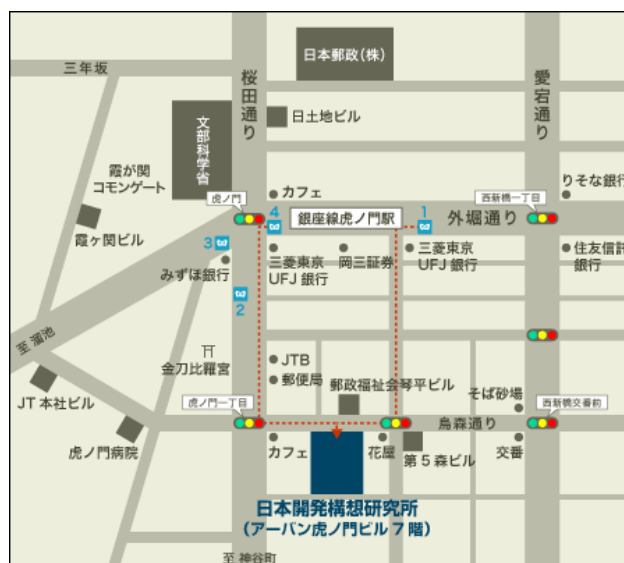 日本郵政(株)
三年坂
桜田通り
愛宕通り
文部科学省
日土地ビル
霞が関
コモンゲート
カフェ
虎ノ門
4
銀座線虎ノ門駅
1
外堀通り
西新橋一丁目
りそな銀行
霞ヶ関ビル
3
みずほ銀行
三菱東京
UFJ銀行
岡三証券
三菱東京
UFJ銀行
住友信託
銀行
2
至 溜池
金刀比羅宮
JTB
郵便局
JT本社ビル
虎ノ門一丁目
郵政福祉会琴平ビル
そば砂場
西新橋交番前
烏森通り
虎ノ門病院
カフェ
花屋
第5森ビル
交番
日本開発構想研究所
(アーバン虎ノ門ビル7階)
至 神谷町